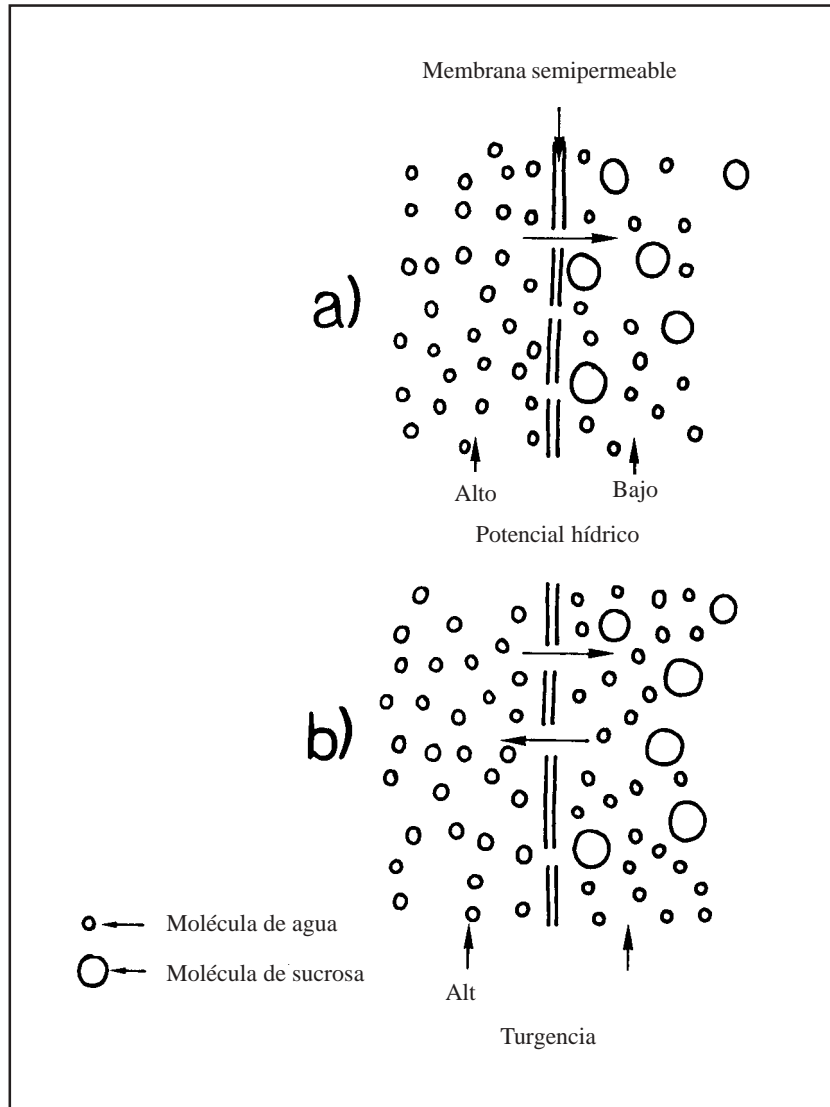 Membrana semipermeable
a)
Alto
Bajo
Potencial hídrico
b)
Molécula de agua
Molécula de sucrosa
Alt
Turgencia